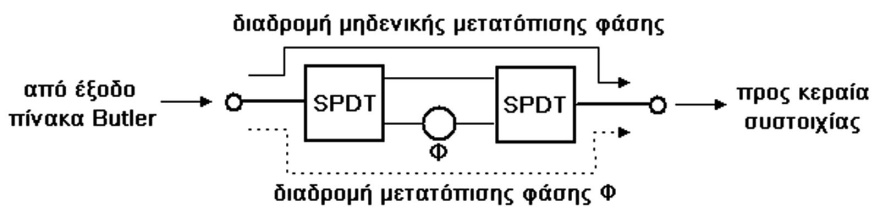 διαδρομή μηδενικής μετατόπισης φάσης
από έξοδο
πίνακα Butler
SPDT
SPDT
Φ
προς κεραία
συστοιχίας
διαδρομή μετατόπισης φάσης Φ